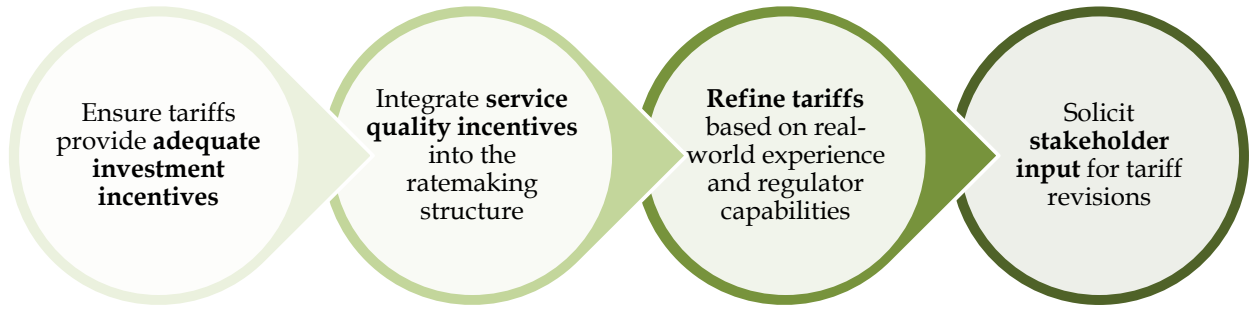 Ensure tariffs
provide adequate
investment
incentives
Integrate service
quality incentives
into the
ratemaking
structure
Refine tariffs
based on real-
world experience
and regulator
capabilities
Solicit
stakeholder
input for tariff
revisions